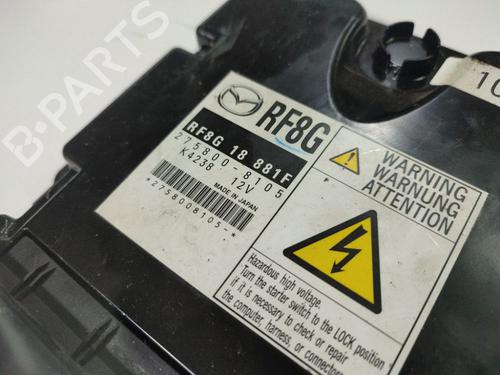 B-PARTS
10
RF8G
RF8G 18 881F
275800-8105
K4238 12V
MADE IN JAPAN
*2758008105-*
WARNING
WARNUNG
ATTENTION
Hazardous high voltage.
Turn the starter switch to the LOCK position
if it is necessary to check or repair
the computer, harness, or connectors